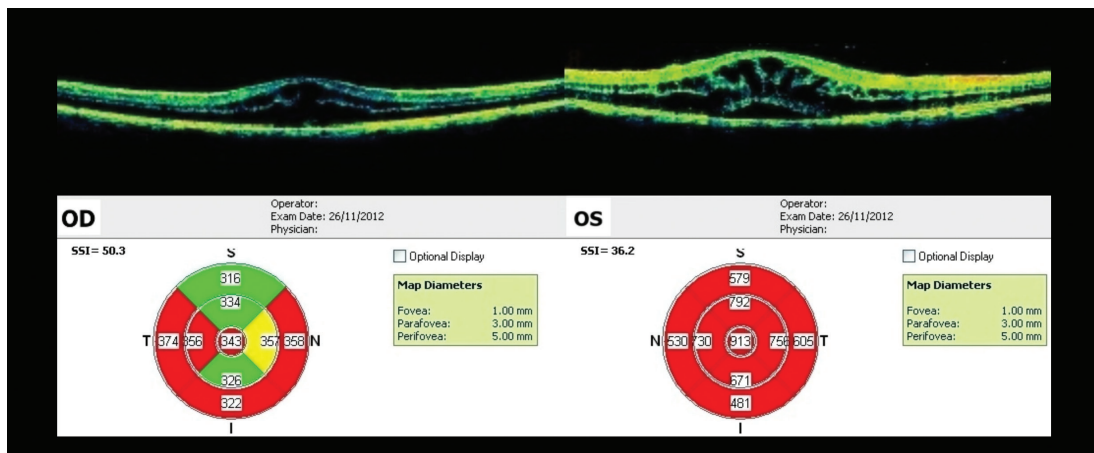 OD
Operator:
Exam Date: 26/11/2012
Physician:
SSI= 50.3
S
316
334
T 374 356 343 357 358 N
326
322
I
Optional Display
Map Diameters
Fovea: 1.00 mm
Parafovea: 3.00 mm
Perifovea: 5.00 mm
OS
Operator:
Exam Date: 26/11/2012
Physician:
SSI= 36.2
S
579
792
N 530 730 913 756 605 T
671
481
I
Optional Display
Map Diameters
Fovea: 1.00 mm
Parafovea: 3.00 mm
Perifovea: 5.00 mm